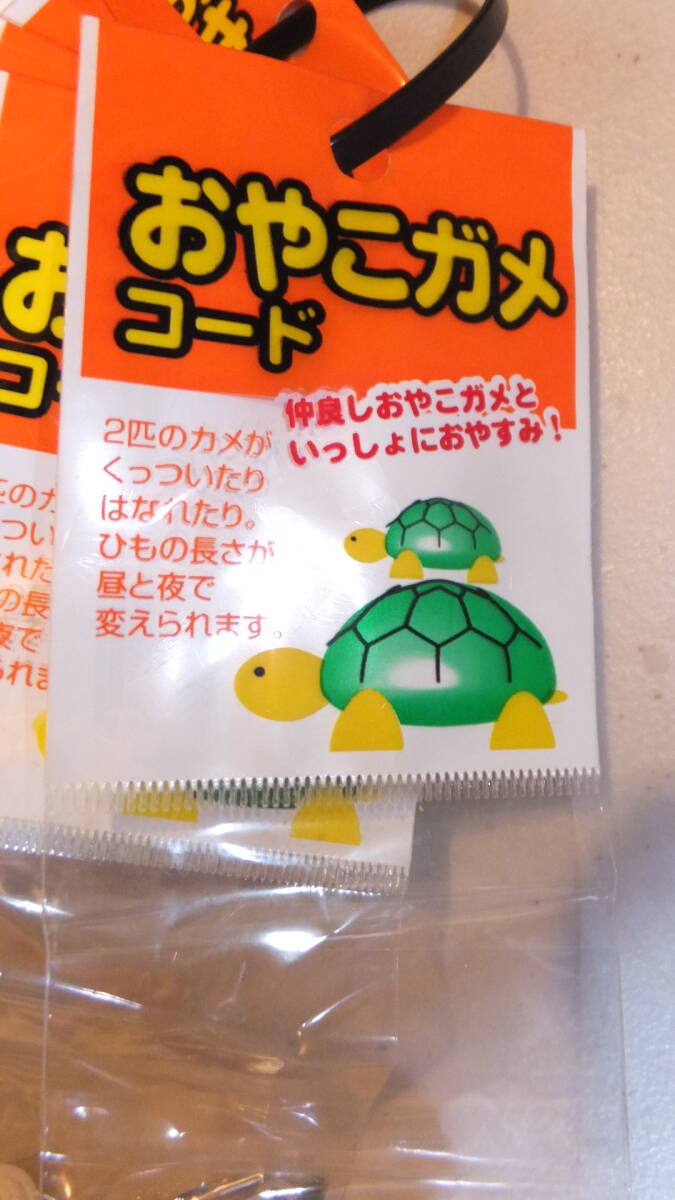 おやこガメ
コード
仲良しおやこガメと
いっしょにおやすみ！
2匹のカメが
くっついたり
はなれたり。
ひもの長さが
昼と夜で
変えられます。